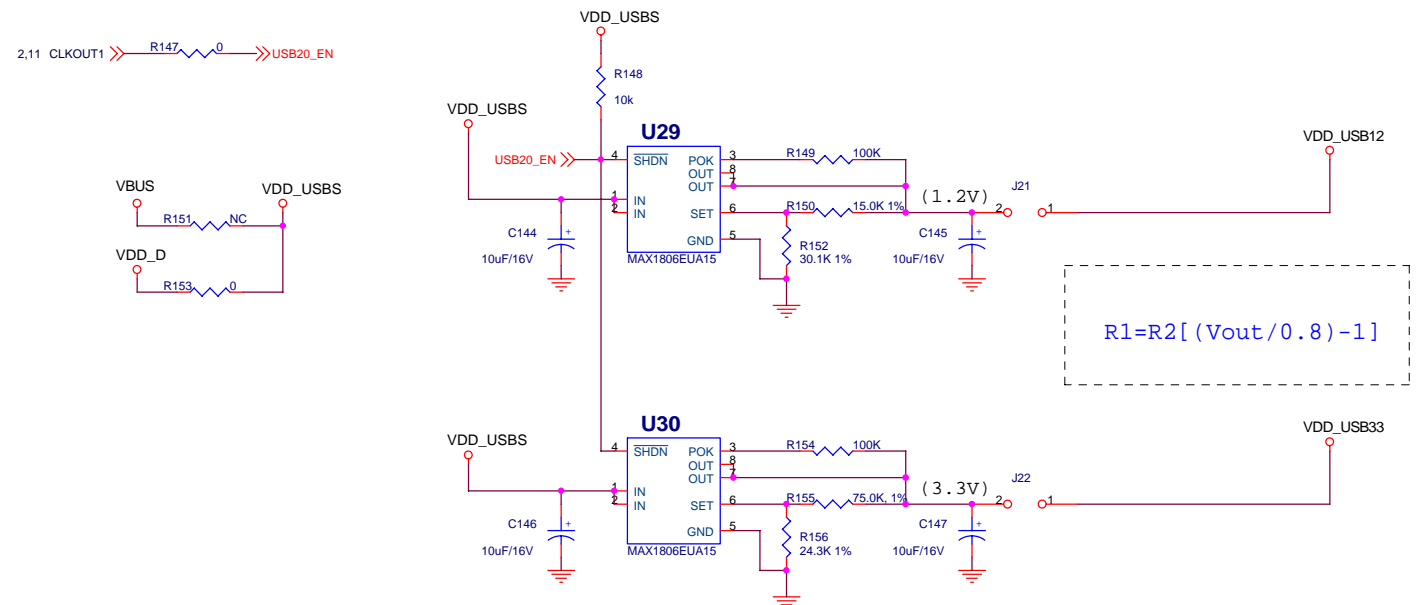 VDD_USBS
2,11 CLKOUT1 R147 0 USB20_EN
R148
10k
VDD_USBS
U29
VDD_USB12
USB20_EN 4 SHDN POK 3 R149 100K
OUT 8
OUT 7
VBUS
VDD_USBS
R151 NC
1 IN
2 IN
SET 6 R150 15.0K 1%
(1.2V)
J21
2 1
C144
+
10uF/16V
GND 5
MAX1806EUA15
R152
30.1K 1%
C145
+
10uF/16V
VDD_D
R153 0
R1=R2[(Vout/0.8)-1]
U30
VDD_USBS
VDD_USB33
4 SHDN POK 3 R154 100K
OUT 8
OUT 7
1 IN
2 IN
SET 6 R155 75.0K, 1%
(3.3V)
J22
2 1
C146
+
10uF/16V
GND 5
MAX1806EUA15
R156
24.3K 1%
C147
+
10uF/16V